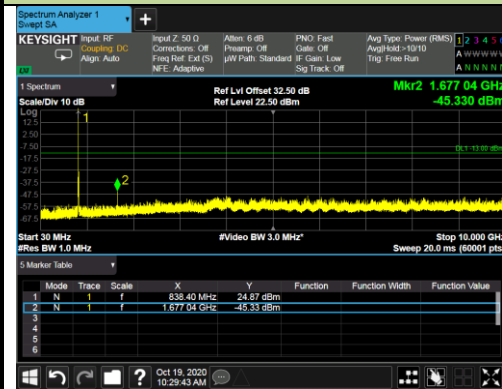 Spectrum Analyzer 1
Swept SA
+
KEYSIGHT Input: RF Input Z: 50 Ω Atten: 6 dB PNO: Fast Avg Type: Power (RMS) 1 2 3 4 5
Coupling: DC Corrections: Off Preamp: Off Gate: Off Avg|Hold:>10/10
Align: Auto Freq Ref: Ext (S) µW Path: Standard IF Gain: Low Trig: Free Run
NFE: Adaptive Sig Track: Off
A N N N N
1 Spectrum
Ref Lvl Offset 32.50 dB Mkr2 1.677 04 GHz
Scale/Div 10 dB Ref Level 22.50 dBm -45.330 dBm
Log
12.5
2.50
-7.50
-17.5
-27.5
-37.5
-47.5
-57.5
-67.5
1
2
DL1 -13.00 dBm
Start 30 MHz #Video BW 3.0 MHz* Stop 10.000 GHz
#Res BW 1.0 MHz Sweep 20.0 ms (60001 pts)
5 Marker Table
Mode Trace Scale X Y Function Function Width Function Value
1 N 1 f 838.40 MHz 24.87 dBm
2 N 1 f 1.677 04 GHz -45.33 dBm
3
4
5
6
?
Oct 19, 2020
10:29:43 AM